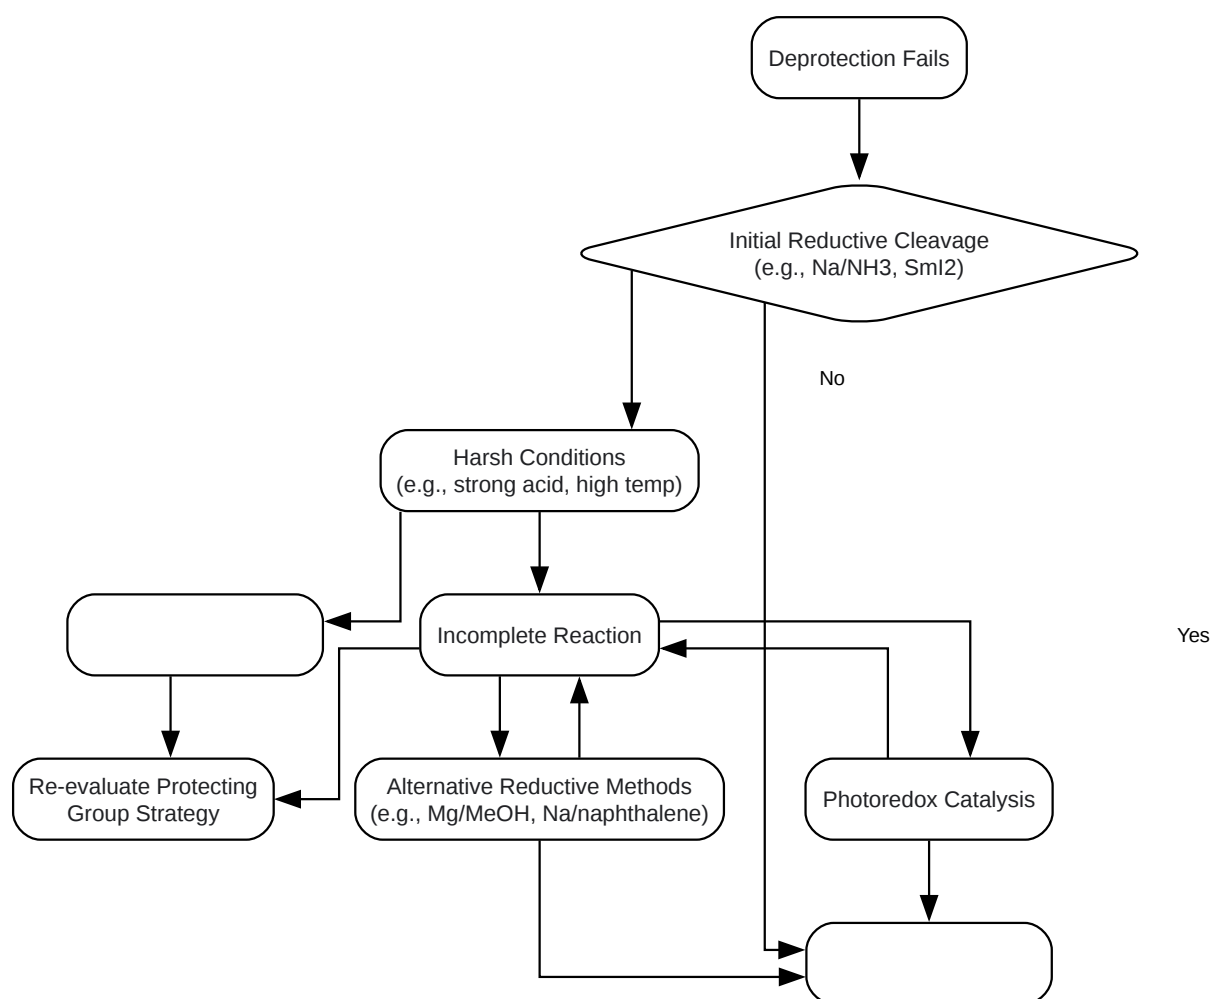 Deprotection Fails
Initial Reductive Cleavage
(e.g., Na/NH3, SmI2)
No
Harsh Conditions
(e.g., strong acid, high temp)
Incomplete Reaction
Yes
Re-evaluate Protecting
Group Strategy
Alternative Reductive Methods
(e.g., Mg/MeOH, Na/naphthalene)
Photoredox Catalysis